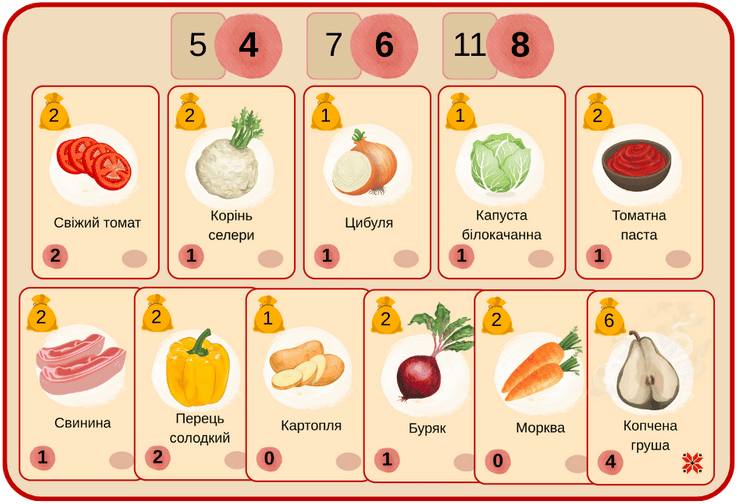 5 4 7 6 11 8
2 2 1 1 2
Свіжий томат
Корінь
селери
Цибуля
Капуста
білокачанна
Томатна
паста
2 1 1 1 1
2 2 1 2 2 6
Свинина
Перець
солодкий
Картопля
Буряк
Морква
Копчена
груша
1 2 0 1 0 4